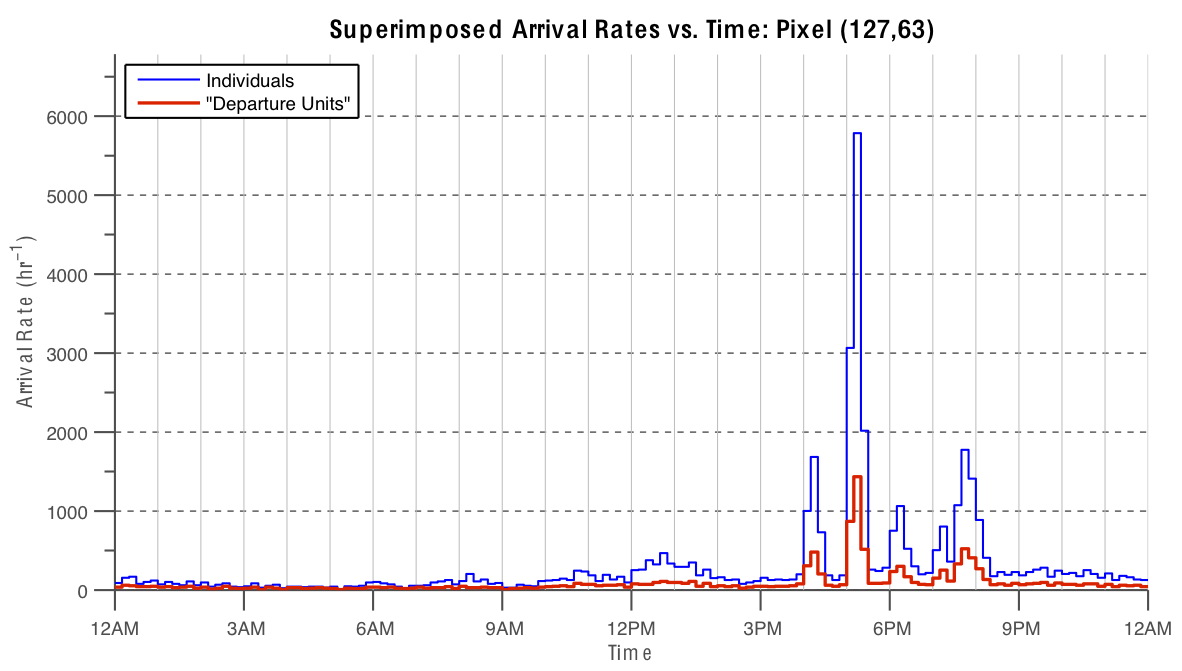 Superimposed Arrival Rates vs. Time: Pixel (127,63)
Individuals
"Departure Units"
6000
5000
4000
3000
2000
1000
0
Arrival Rate (hr⁻¹)
12AM 3AM 6AM 9AM 12PM 3PM 6PM 9PM 12AM
Time